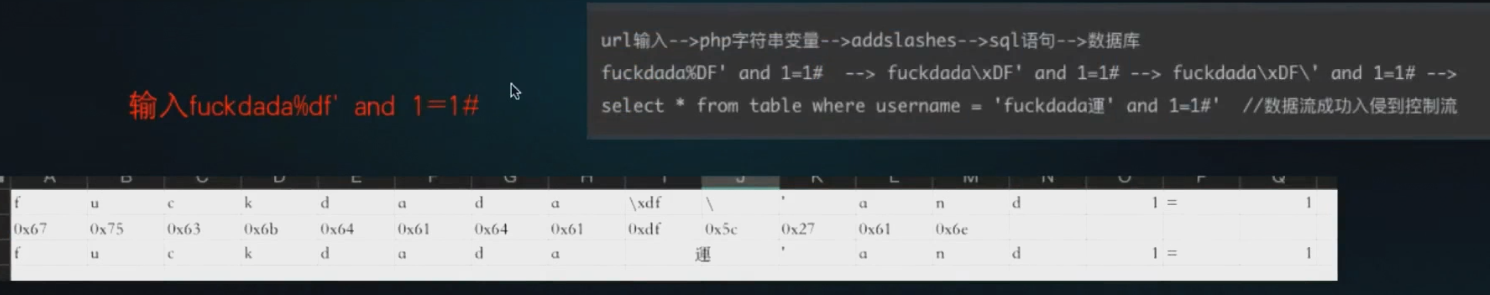 url输入-->php字符串变量-->addslashes-->sql语句-->数据库
fuckdada%DF' and 1=1# --> fuckdada\xDF' and 1=1# --> fuckdada\xDF\' and 1=1# -->
select * from table where username = 'fuckdada運' and 1=1#' //数据流成功入侵到控制流
输入fuckdada%df' and 1=1#
A B C D E F G H I J K L M N O P Q
f u c k d a d a \xdf \ ' a n d 1 = 1
0x67 0x75 0x63 0x6b 0x64 0x61 0x64 0x61 0xdf 0x5c 0x27 0x61 0x6e
f u c k d a d a 運 ' a n d 1 = 1